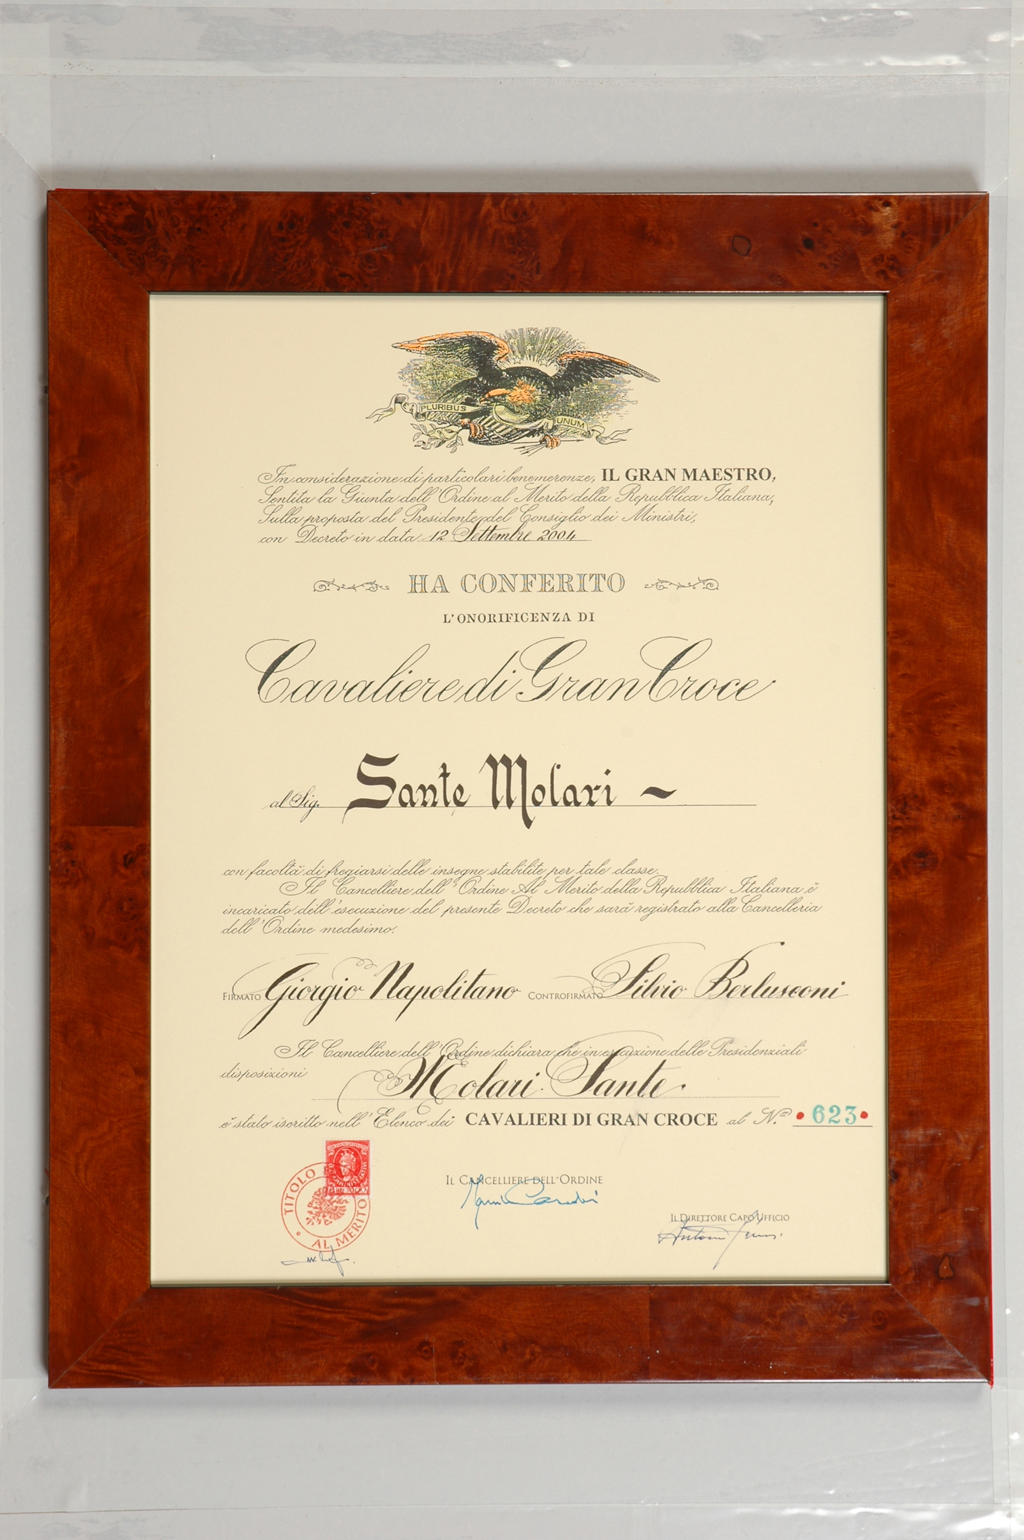 E PLURIBUS UNUM
In considerazione di particolari benemerenze, IL GRAN MAESTRO,
Sentita la Giunta dell'Ordine al Merito della Repubblica Italiana,
Sulla proposta del Presidente del Consiglio dei Ministri,
con Decreto in data 12 Settembre 2004
HA CONFERITO
L'ONORIFICENZA DI
Cavaliere di Gran Croce
al Sig. Sante Molari ~
con facoltà di fregiarsi delle insegne stabilite per tale classe.
Il Cancelliere dell'Ordine Al Merito della Repubblica Italiana è
incaricato dell'esecuzione del presente Decreto che sarà registrato alla Cancelleria
dell'Ordine medesimo.
FIRMATO Giorgio Napolitano CONTROFIRMATO Silvio Berlusconi
Il Cancelliere dell'Ordine dichiara che in esecuzione delle Presidenziali
disposizioni Molari Sante.
è stato iscritto nell'Elenco dei CAVALIERI DI GRAN CROCE al N.° •623•
TITOLO
AL MERITO
IL CANCELLIERE DELL'ORDINE
IL DIRETTORE CAPO UFFICIO